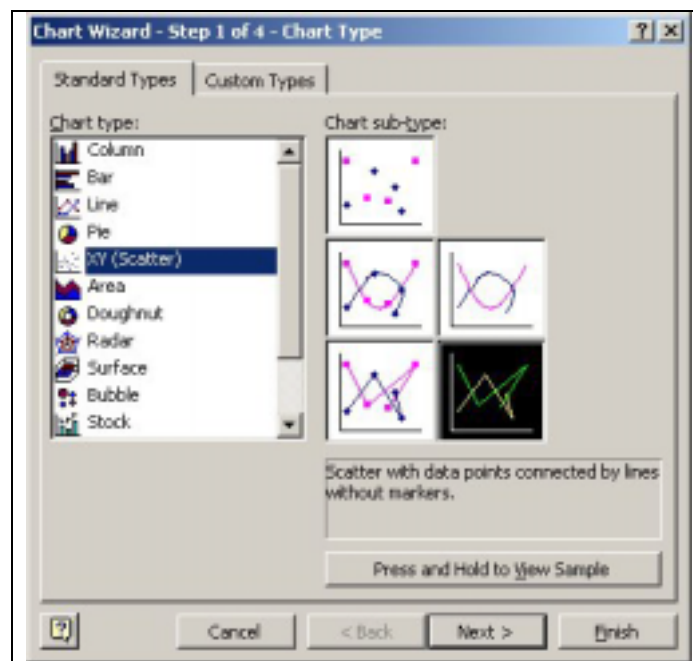 Chart Wizard - Step 1 of 4 - Chart Type
Standard Types
Custom Types
Chart type:
Column
Bar
Line
Pie
XY (Scatter)
Area
Doughnut
Radar
Surface
Bubble
Stock
Chart sub-type:
Scatter with data points connected by lines
without markers.
Press and Hold to View Sample
Cancel
< Back
Next >
Finish